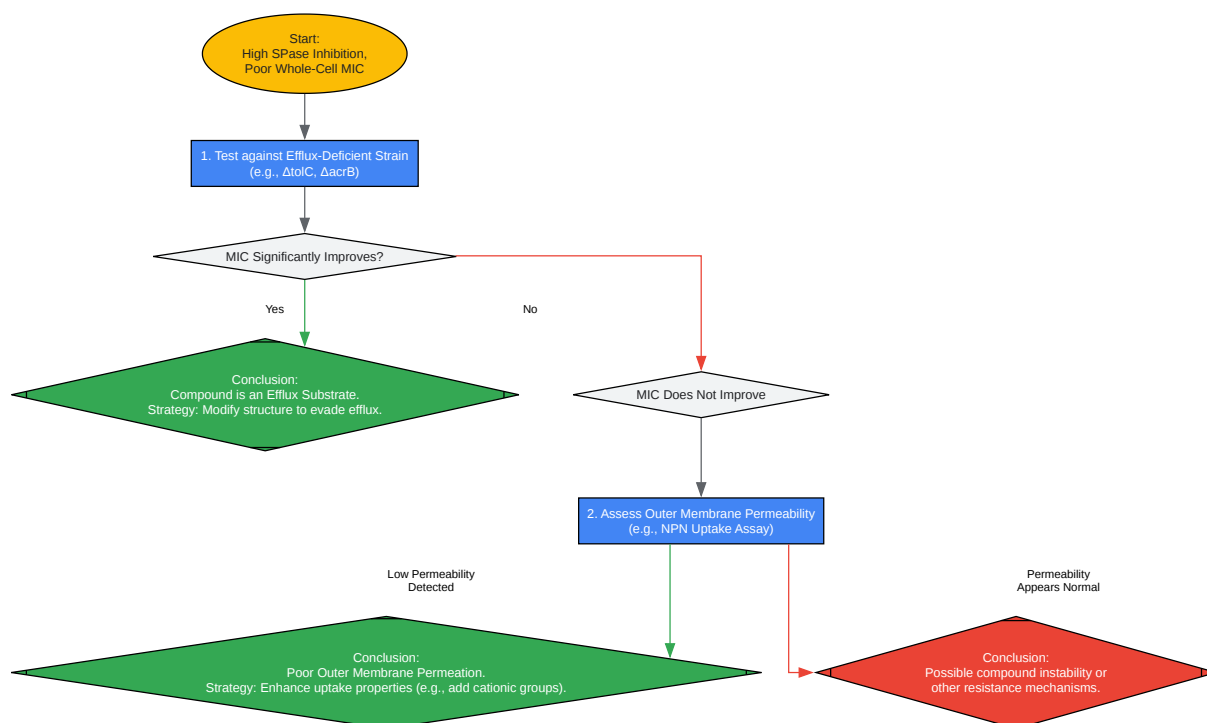 Start:
High SPase Inhibition,
Poor Whole-Cell MIC
1. Test against Efflux-Deficient Strain
(e.g., ΔtolC, ΔacrB)
MIC Significantly Improves?
Yes
No
Conclusion:
Compound is an Efflux Substrate.
Strategy: Modify structure to evade efflux.
MIC Does Not Improve
2. Assess Outer Membrane Permeability
(e.g., NPN Uptake Assay)
Low Permeability
Detected
Permeability
Appears Normal
Conclusion:
Poor Outer Membrane Permeation.
Strategy: Enhance uptake properties (e.g., add cationic groups).
Conclusion:
Possible compound instability or
other resistance mechanisms.